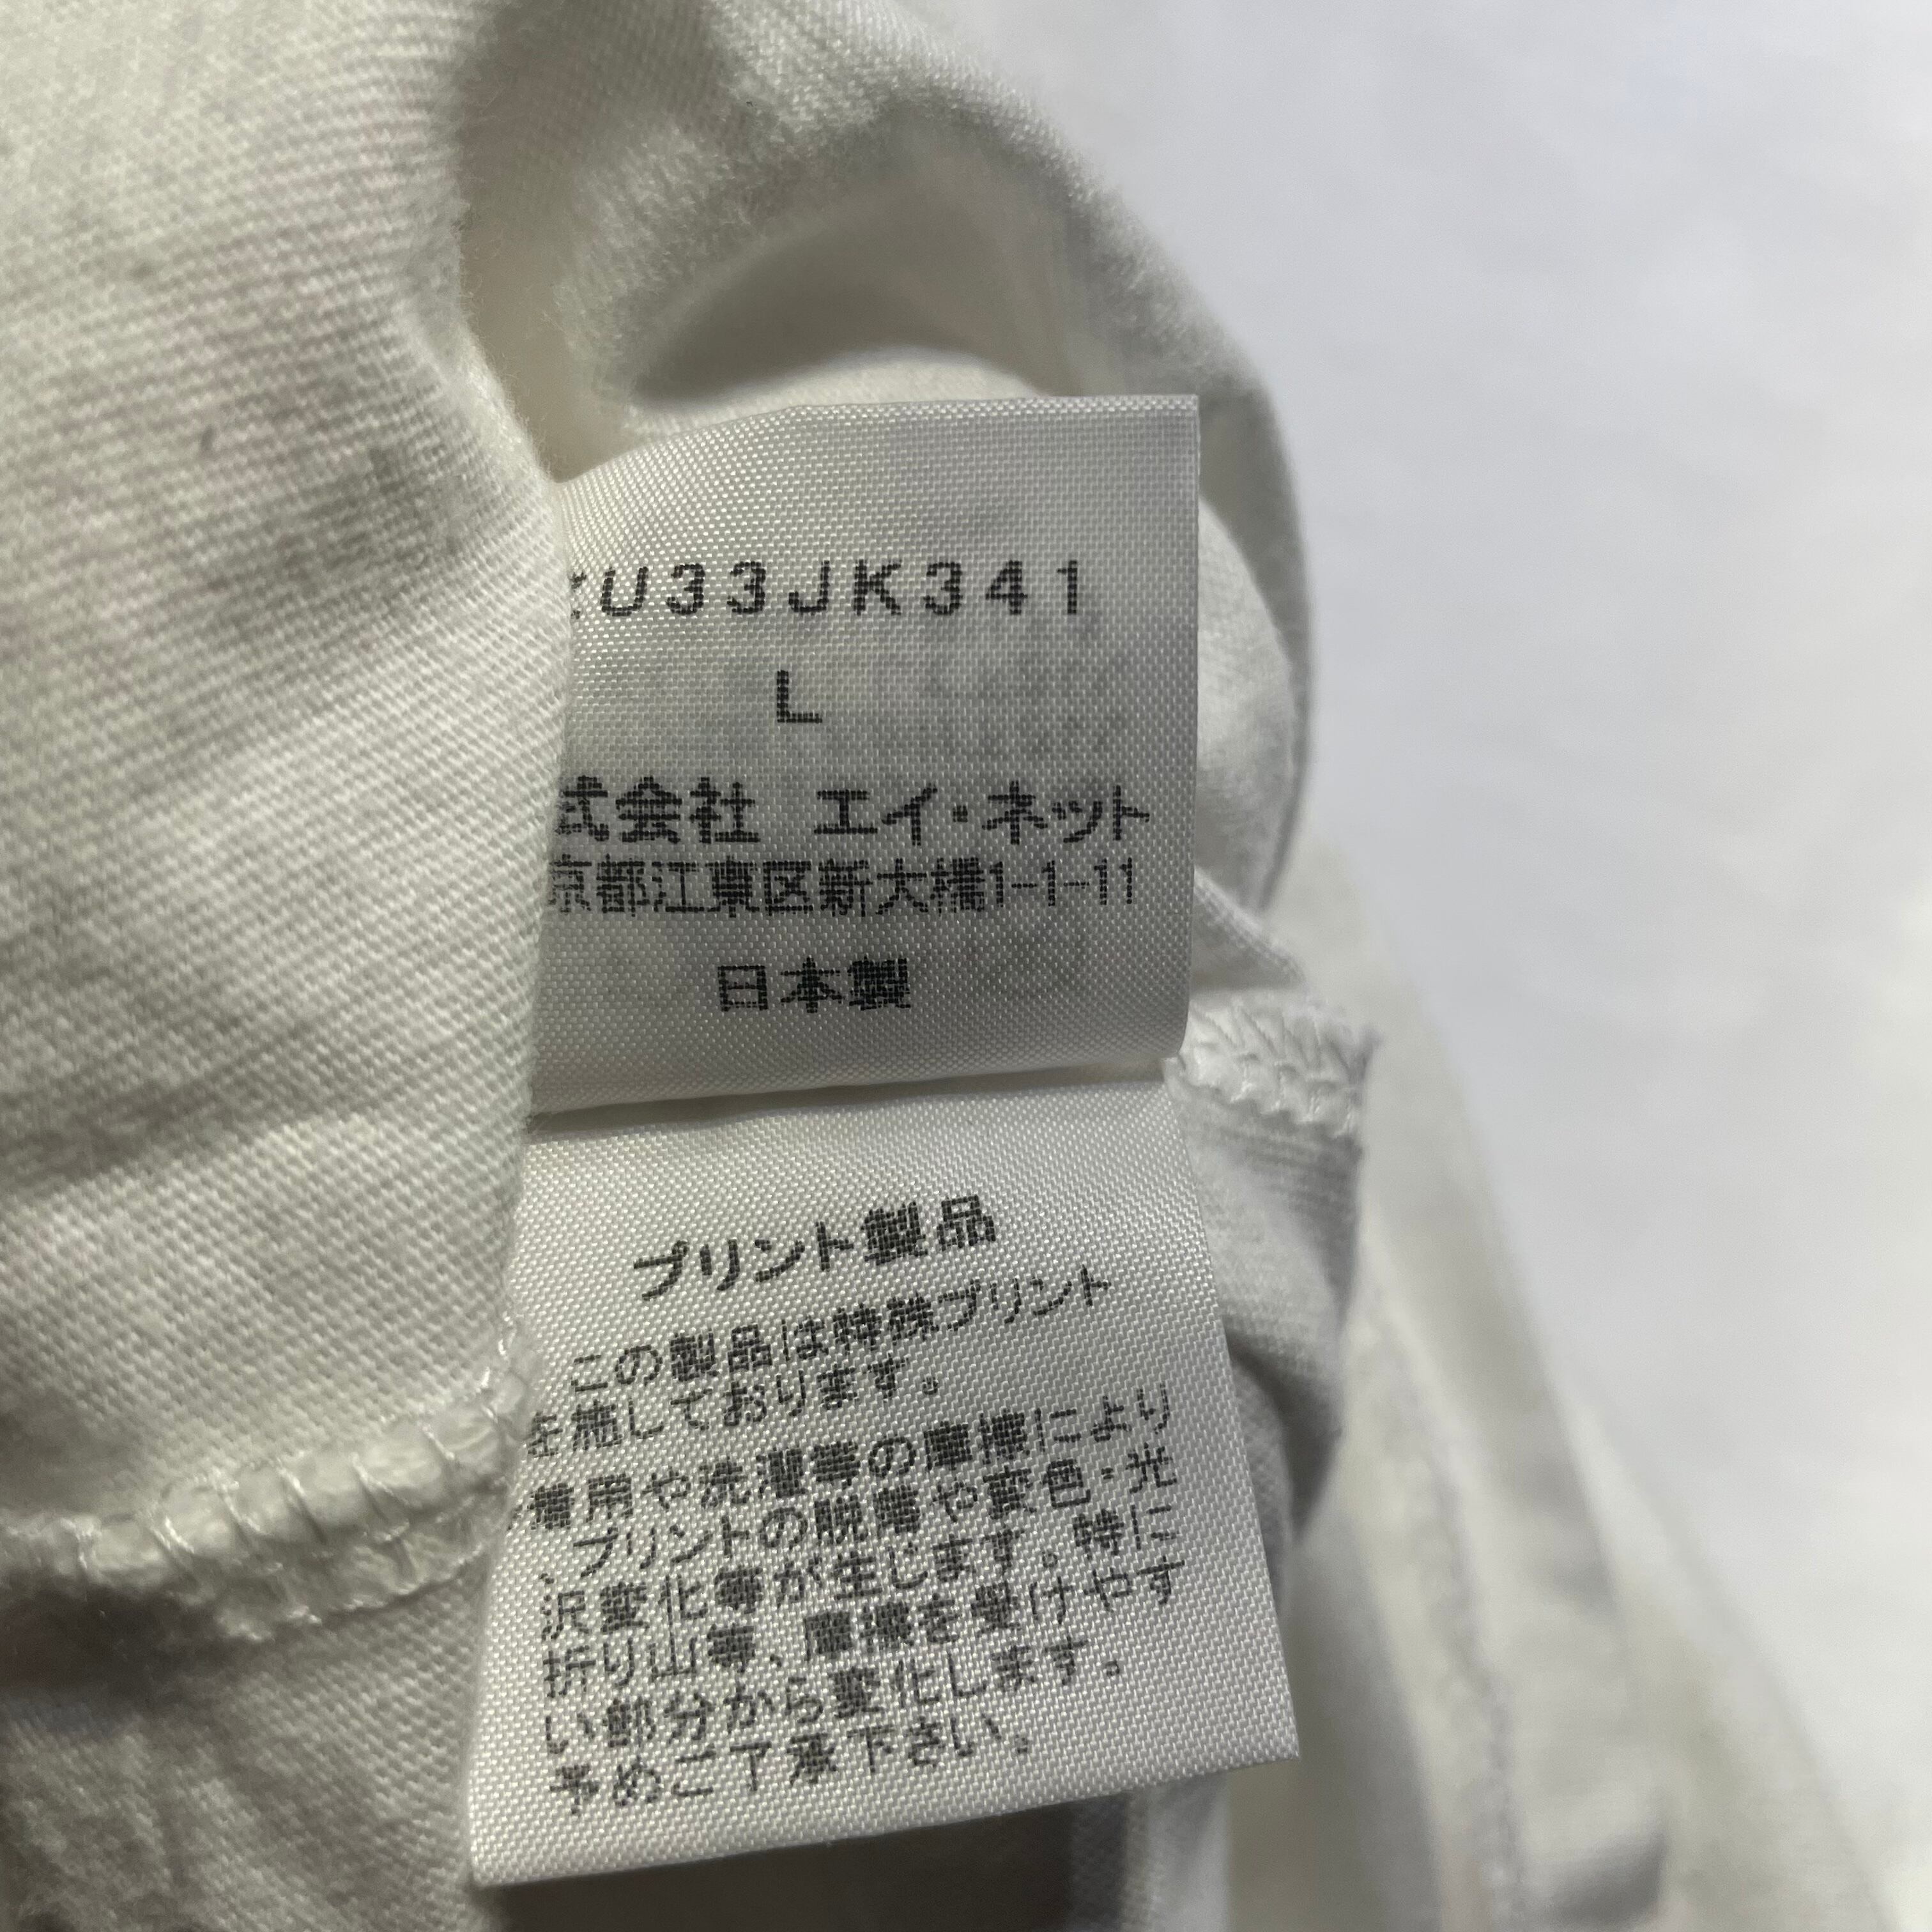 U33JK341
L
式会社 エイ・ネット
京都江東区新大橋1-1-11
日本製
プリント製品
この製品は特殊プリント
を施しております。
着用や洗濯等の摩擦により
、プリントの脱落や変色・光
沢変化等が生じます。特に
折り山等、摩擦を受けやす
い部分から変化します。
予めご了承下さい。